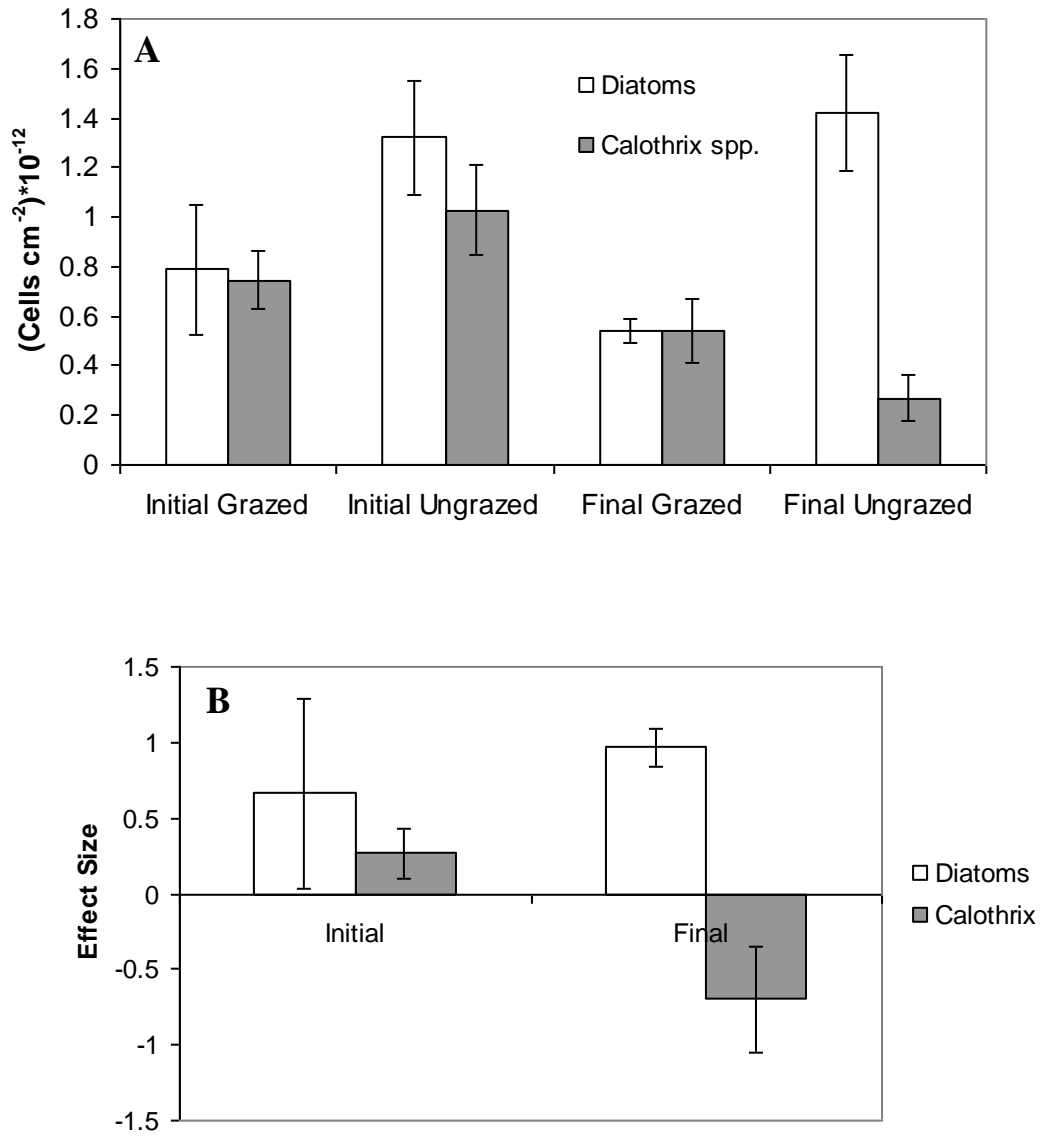 1.8
A
1.6
Diatoms
1.4
Calothrix spp.
1.2
1
0.8
0.6
0.4
0.2
0
(Cells cm⁻²)*10⁻¹²
Initial Grazed Initial Ungrazed Final Grazed Final Ungrazed
1.5
B
1
0.5
0
-0.5
-1
-1.5
Effect Size
Initial Final
Diatoms
Calothrix